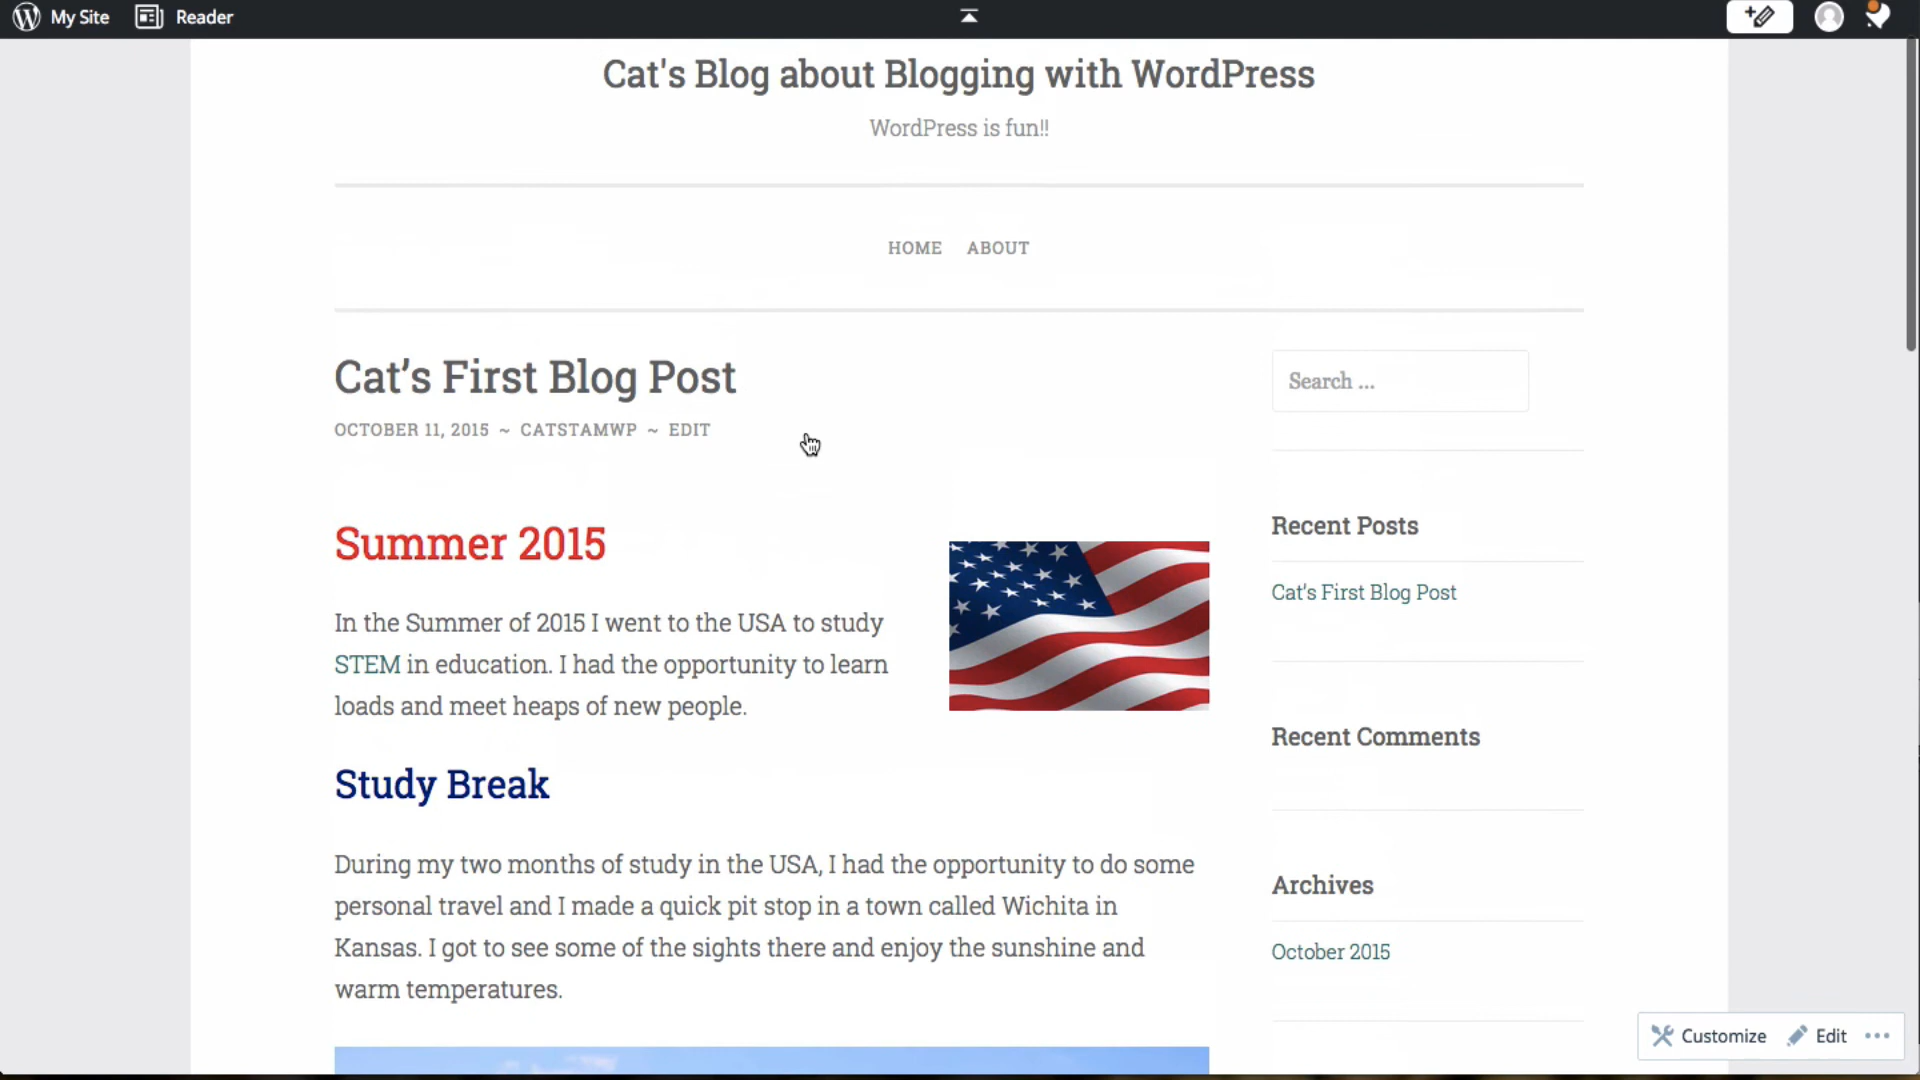 My Site Reader
Cat's Blog about Blogging with WordPress
WordPress is fun!!
HOME ABOUT
Cat’s First Blog Post
OCTOBER 11, 2015 ~ CATSTAMWP ~ EDIT
Summer 2015
In the Summer of 2015 I went to the USA to study
STEM in education. I had the opportunity to learn
loads and meet heaps of new people.
Study Break
During my two months of study in the USA, I had the opportunity to do some
personal travel and I made a quick pit stop in a town called Wichita in
Kansas. I got to see some of the sights there and enjoy the sunshine and
warm temperatures.
Search ...
Recent Posts
Cat's First Blog Post
Recent Comments
Archives
October 2015
Customize Edit